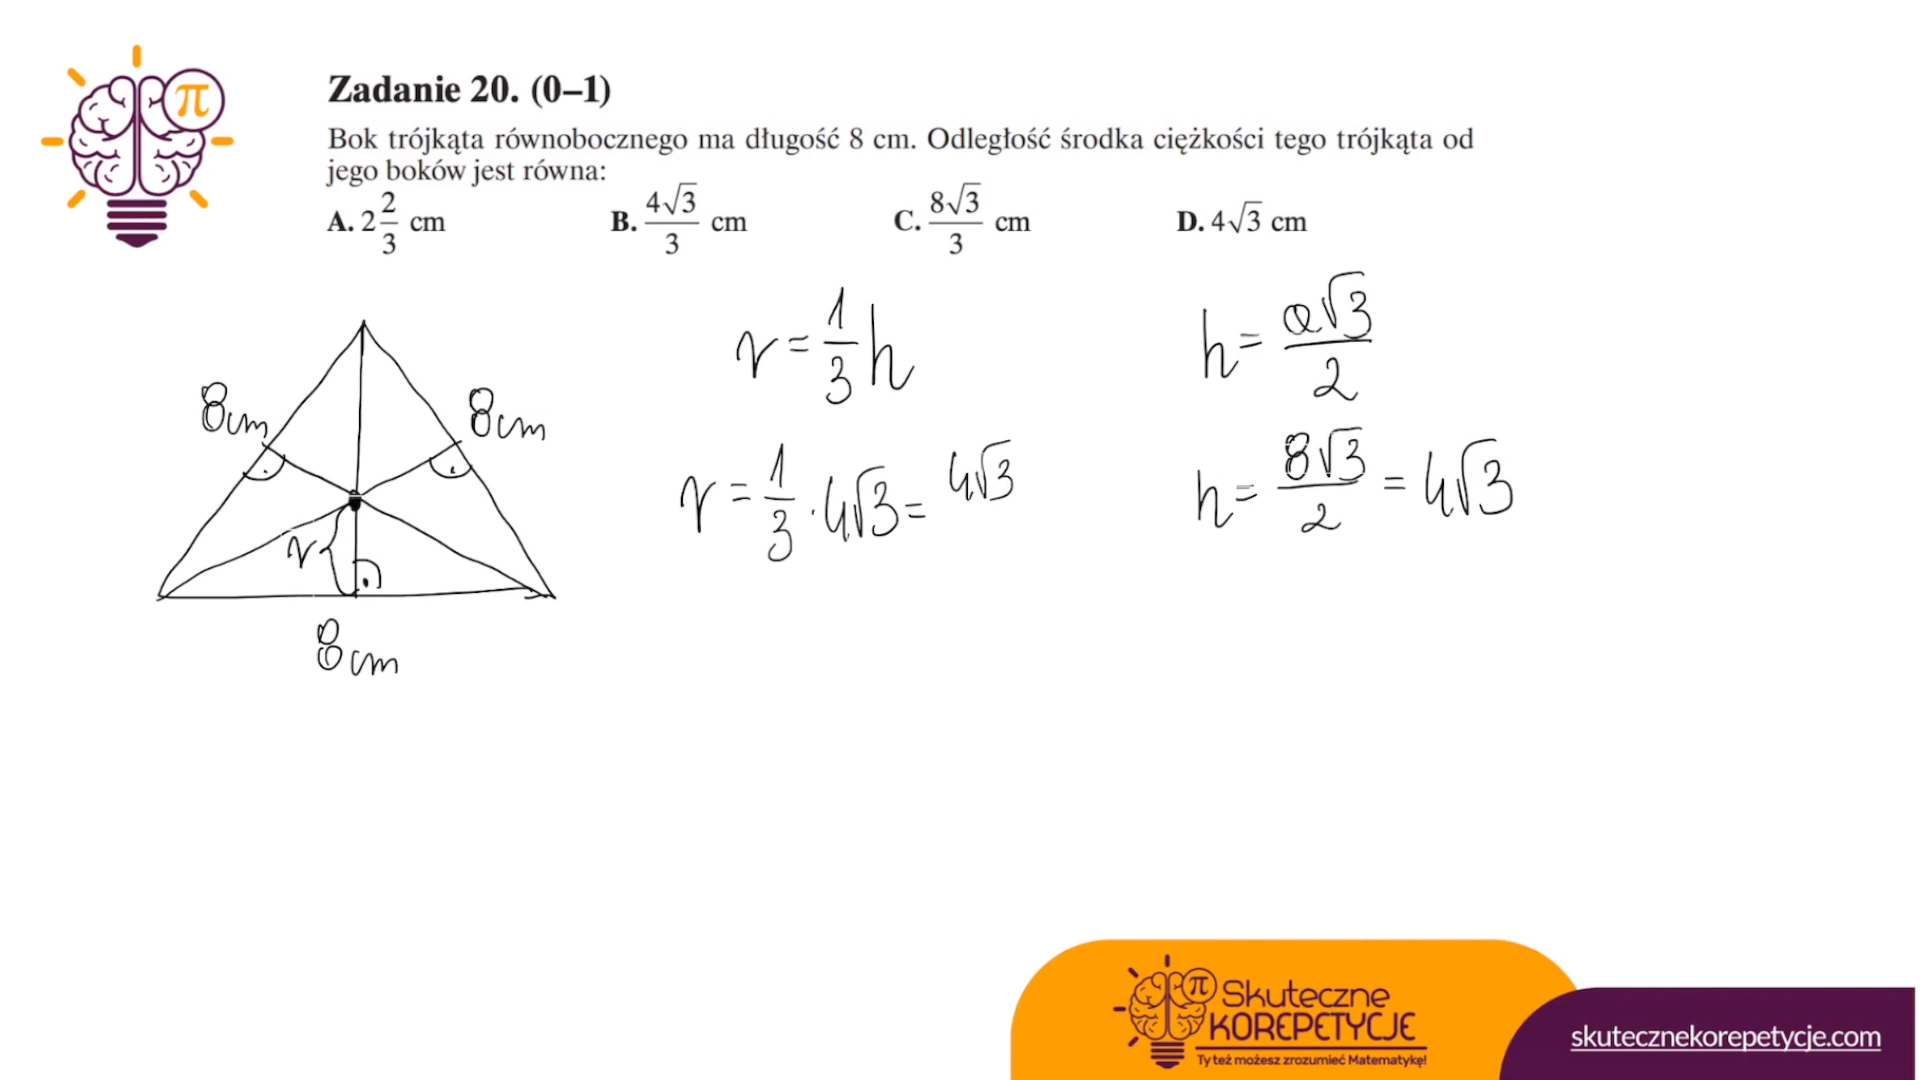 π
Zadanie 20. (0–1)
Bok trójkąta równobocznego ma długość 8 cm. Odległość środka ciężkości tego trójkąta od
jego boków jest równa:
A. 2 2/3 cm B. 4√3/3 cm C. 8√3/3 cm D. 4√3 cm
r = 1/3 h
h = a√3/2
8cm
8cm
r = 1/3 · 4√3 = 4√3
h = 8√3/2 = 4√3
r
8cm
π
Skuteczne
KOREPETYCJE
Ty też możesz zrozumieć Matematykę!
skutecznekorepetycje.com